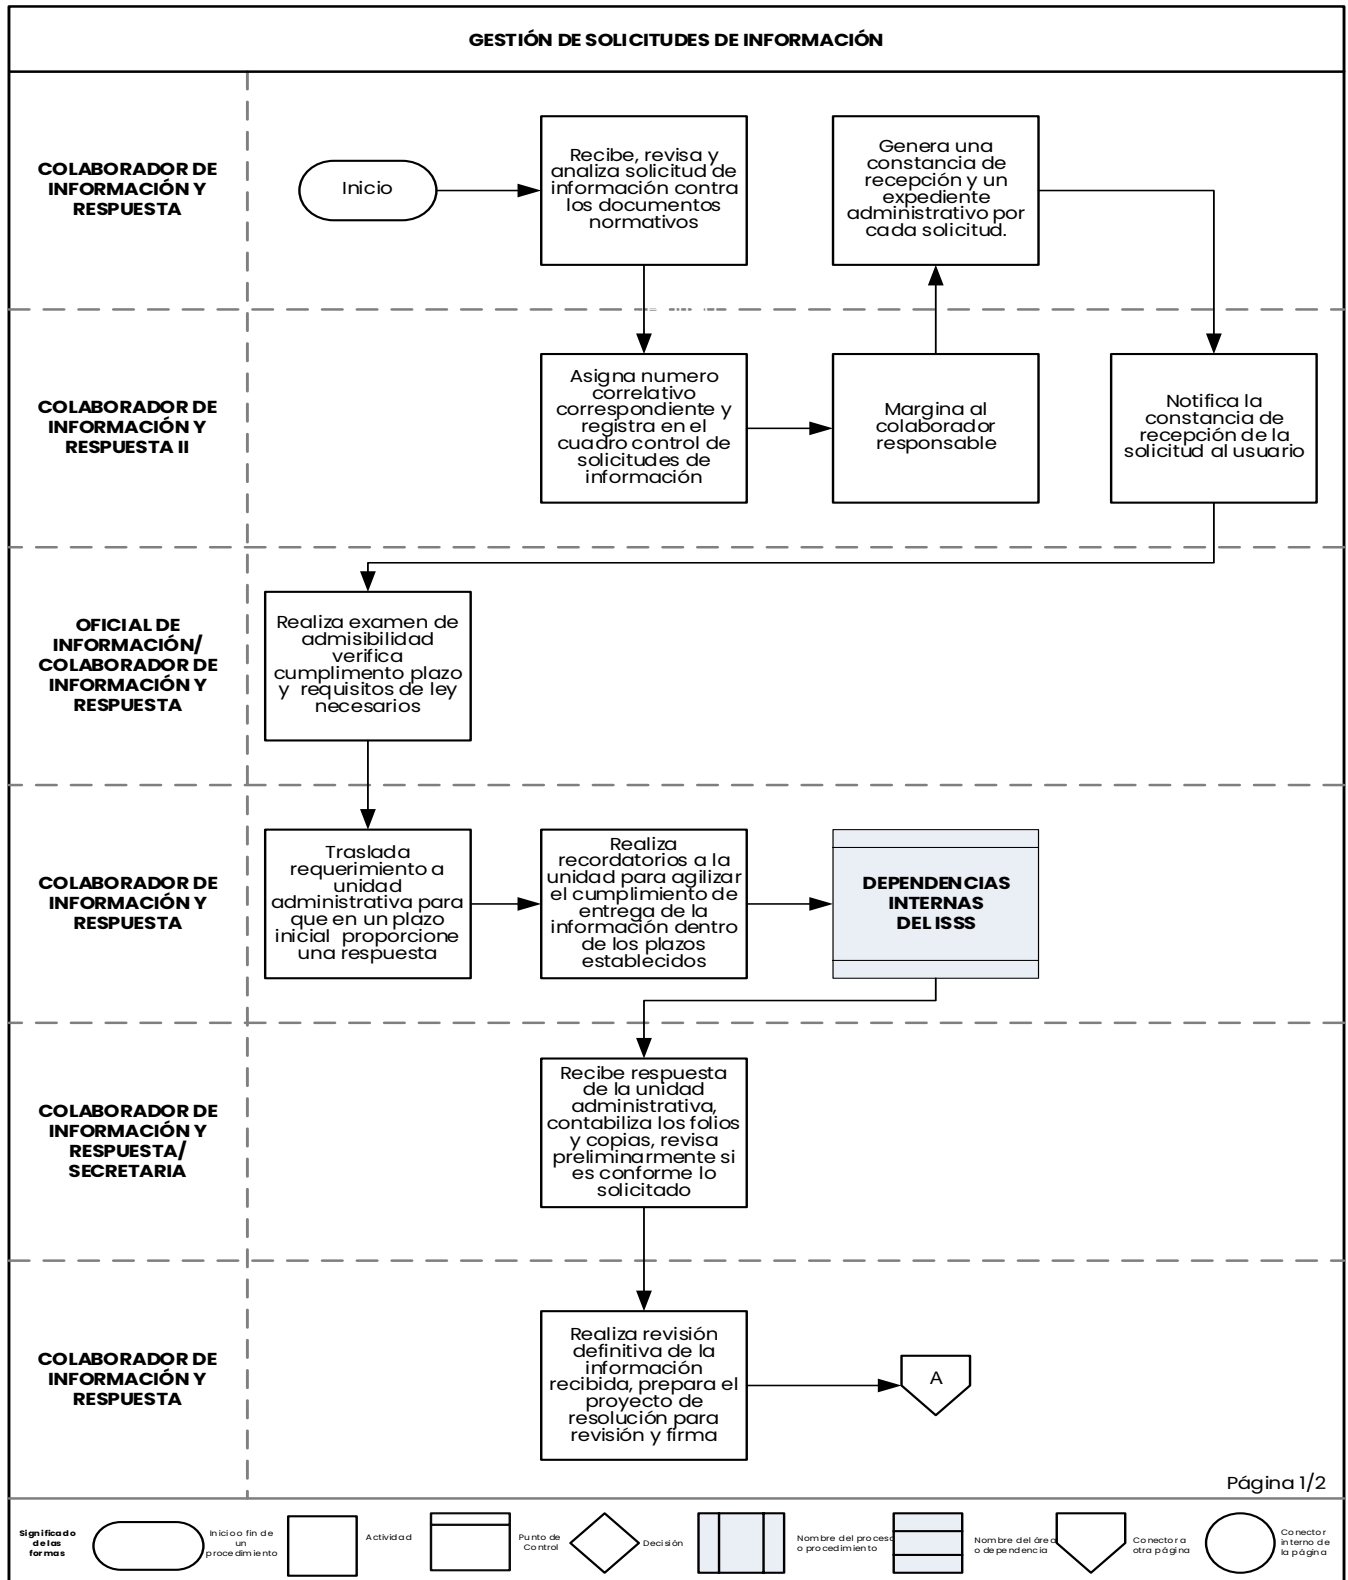 GESTIÓN DE SOLICITUDES DE INFORMACIÓN
COLABORADOR DE
INFORMACIÓN Y
RESPUESTA
Inicio
Recibe, revisa y
analiza solicitud de
información contra
los documentos
normativos
Genera una
constancia de
recepción y un
expediente
administrativo por
cada solicitud.
COLABORADOR DE
INFORMACIÓN Y
RESPUESTA II
Asigna numero
correlativo
correspondiente y
registra en el
cuadro control de
solicitudes de
información
Margina al
colaborador
responsable
Notifica la
constancia de
recepción de la
solicitud al usuario
OFICIAL DE
INFORMACIÓN/
COLABORADOR DE
INFORMACIÓN Y
RESPUESTA
Realiza examen de
admisibilidad
verifica
cumplimento plazo
y requisitos de ley
necesarios
COLABORADOR DE
INFORMACIÓN Y
RESPUESTA
Traslada
requerimiento a
unidad
administrativa para
que en un plazo
inicial proporcione
una respuesta
Realiza
recordatorios a la
unidad para agilizar
el cumplimiento de
entrega de la
información dentro
de los plazos
establecidos
DEPENDENCIAS
INTERNAS
DEL ISSS
COLABORADOR DE
INFORMACIÓN Y
RESPUESTA/
SECRETARIA
Recibe respuesta
de la unidad
administrativa,
contabiliza los folios
y copias, revisa
preliminarmente si
es conforme lo
solicitado
COLABORADOR DE
INFORMACIÓN Y
RESPUESTA
Realiza revisión
definitiva de la
información
recibida, prepara el
proyecto de
resolución para
revisión y firma
A
Página 1/2
Significado
de las
formas
Inicio o fin de
un
procedimiento
Actividad
Punto de
Control
Decisión
Nombre del proceso
o procedimiento
Nombre del área
o dependencia
Conector a
otra página
Conector
interno de
la página